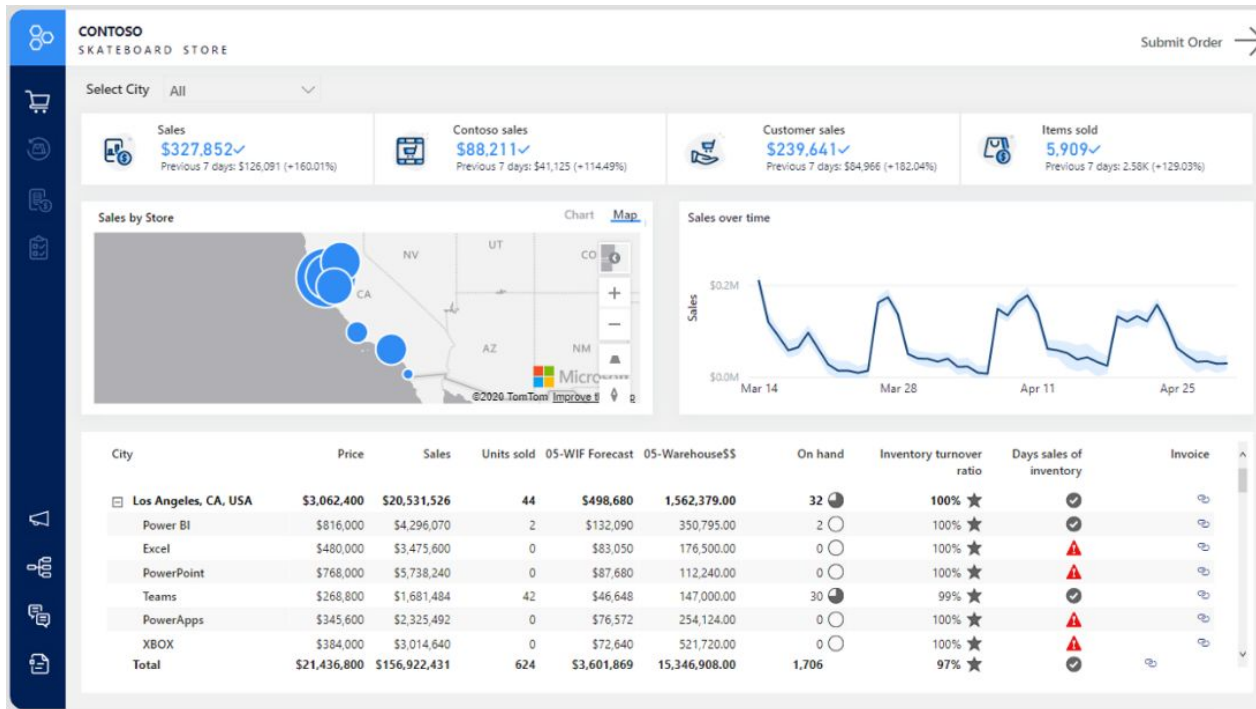 CONTOSO
SKATEBOARD STORE
Submit Order
Select City All
Sales
$327,852
Previous 7 days: $126,091 (+160.01%)
Contoso sales
$88,211
Previous 7 days: $41,125 (+114.49%)
Customer sales
$239,641
Previous 7 days: $84,966 (+182.04%)
Items sold
5,909
Previous 7 days: 2.58K (+129.03%)
Sales by Store
Chart Map
NV
UT
CO
CA
AZ
NM
©2020 TomTom Improve
Sales over time
Sales
$0.2M
$0.0M
Mar 14 Mar 28 Apr 11 Apr 25
City Price Sales Units sold 05-WIF Forecast 05-Warehouse$$ On hand Inventory turnover ratio Days sales of inventory Invoice
Los Angeles, CA, USA $3,062,400 $20,531,526 44 $498,680 1,562,379.00 32 100%
Power BI $816,000 $4,296,070 2 $132,090 350,795.00 2 100%
Excel $480,000 $3,475,600 0 $83,050 176,500.00 0 100%
PowerPoint $768,000 $5,738,240 0 $87,680 112,240.00 0 100%
Teams $268,800 $1,681,484 42 $46,648 147,000.00 30 99%
PowerApps $345,600 $2,325,492 0 $76,572 254,124.00 0 100%
XBOX $384,000 $3,014,640 0 $72,640 521,720.00 0 100%
Total $21,436,800 $156,922,431 624 $3,601,869 15,346,908.00 1,706 97%